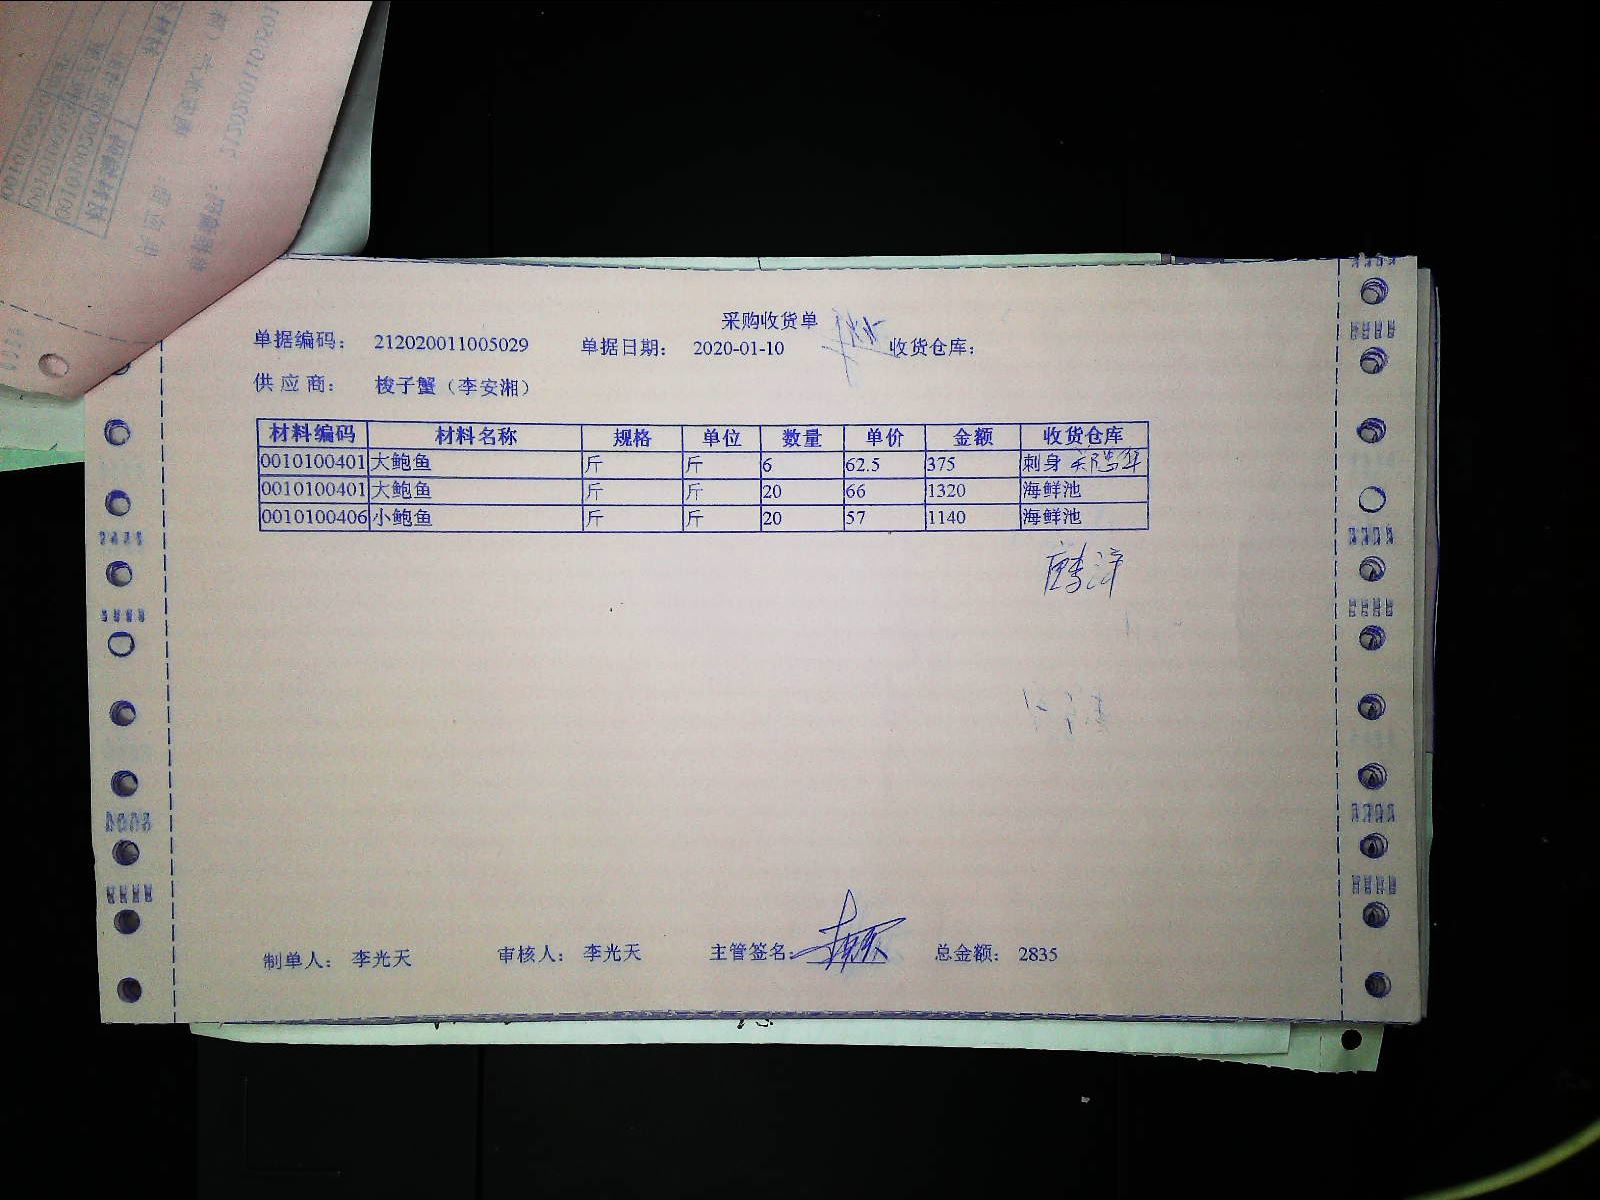 采购收货单
单据编码： 212020011005029 单据日期： 2020-01-10 收货仓库：
供应商： 梭子蟹（李安湘）
材料编码 材料名称 规格 单位 数量 单价 金额 收货仓库
0010100401 大鲍鱼 斤 斤 6 62.5 375 刺身
0010100401 大鲍鱼 斤 斤 20 66 1320 海鲜池
0010100406 小鲍鱼 斤 斤 20 57 1140 海鲜池
制单人： 李光天 审核人： 李光天 主管签名： 总金额： 2835